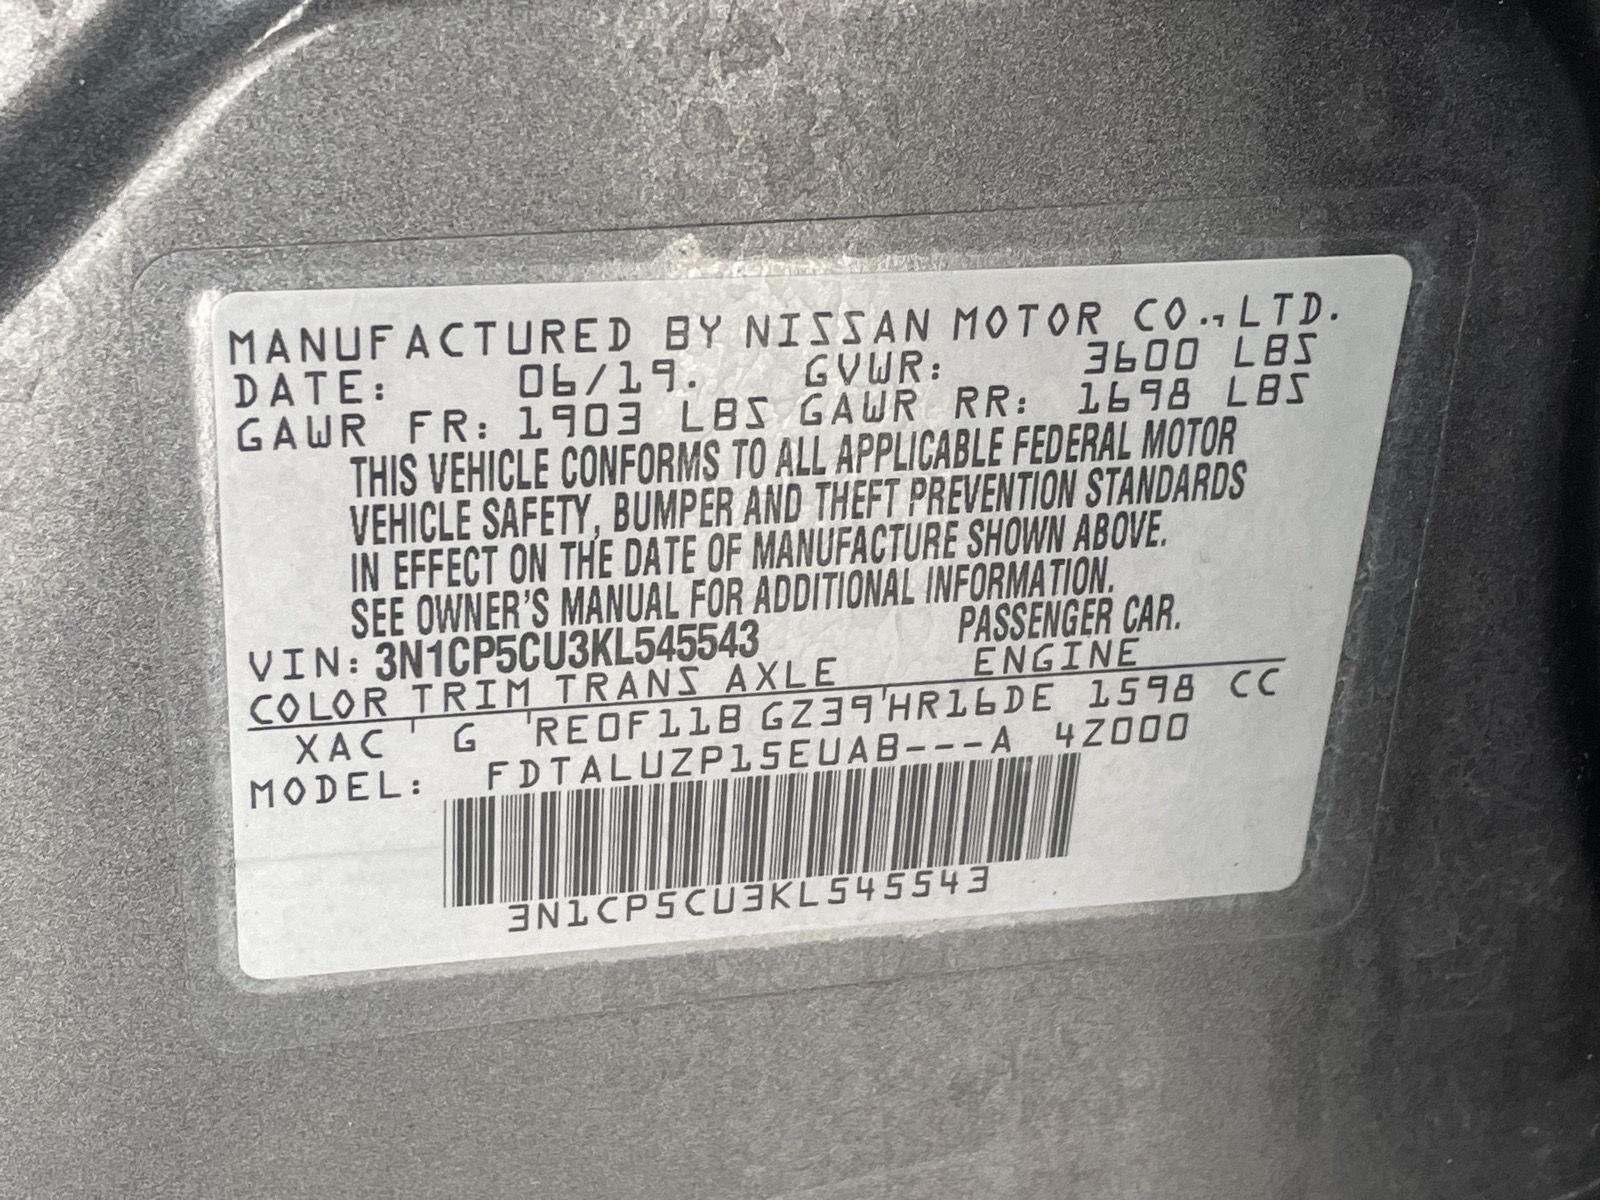 MANUFACTURED BY NISSAN MOTOR CO., LTD.
DATE: 06/19. GVWR: 3600 LBS
GAWR FR: 1903 LBS GAWR RR: 1698 LBS
THIS VEHICLE CONFORMS TO ALL APPLICABLE FEDERAL MOTOR
VEHICLE SAFETY, BUMPER AND THEFT PREVENTION STANDARDS
IN EFFECT ON THE DATE OF MANUFACTURE SHOWN ABOVE.
SEE OWNER'S MANUAL FOR ADDITIONAL INFORMATION.
VIN: 3N1CP5CU3KL545543 PASSENGER CAR.
COLOR TRIM TRANS AXLE ENGINE
XAC G RE0F11B GZ39 HR16DE 1598 CC
MODEL: FDTALUZP15EUAB---A 4Z000
3N1CP5CU3KL545543